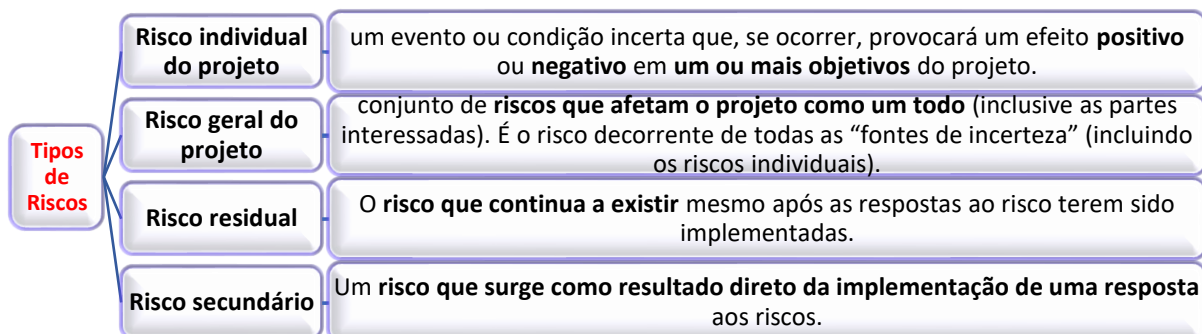 Tipos
de
Riscos
Risco individual
do projeto
um evento ou condição incerta que, se ocorrer, provocará um efeito positivo
ou negativo em um ou mais objetivos do projeto.
Risco geral do
projeto
conjunto de riscos que afetam o projeto como um todo (inclusive as partes
interessadas). É o risco decorrente de todas as “fontes de incerteza” (incluindo
os riscos individuais).
Risco residual
O risco que continua a existir mesmo após as respostas ao risco terem sido
implementadas.
Risco secundário
Um risco que surge como resultado direto da implementação de uma resposta
aos riscos.